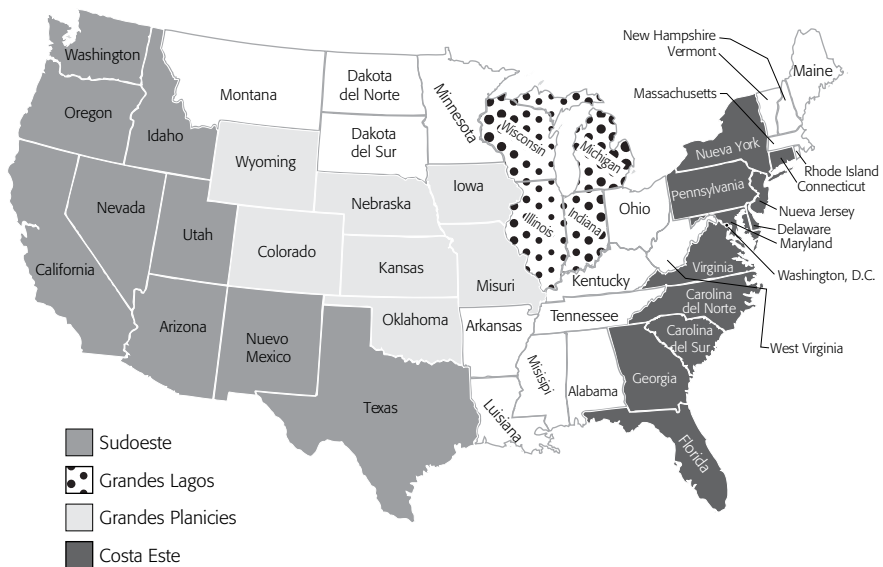 New Hampshire
Vermont
Maine
Massachusetts
Washington
Montana
Dakota
del Norte
Minnesota
Oregon
Idaho
Dakota
del Sur
Wisconsin
Michigan
Nueva York
Wyoming
Rhode Island
Connecticut
Iowa
Pennsylvania
Nevada
Nebraska
Ohio
Nueva Jersey
Utah
Illinois
Indiana
Delaware
Maryland
Colorado
California
Kansas
Misuri
Kentucky
Virginia
Washington, D.C.
Carolina
del Norte
Arizona
Nuevo
Mexico
Oklahoma
Arkansas
Tennessee
Carolina
del Sur
West Virginia
Misisipi
Alabama
Georgia
Texas
Luisiana
Florida
Sudoeste
Grandes Lagos
Grandes Planicies
Costa Este